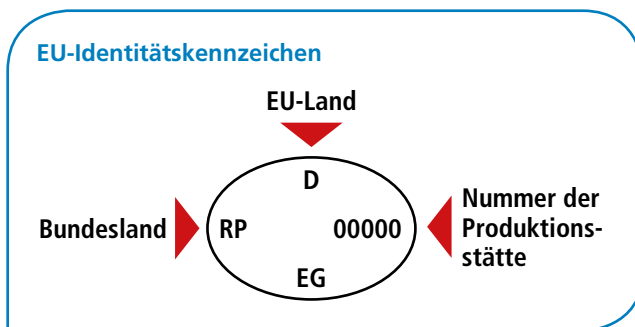 EU-Identitätskennzeichen
EU-Land
D
Bundesland
RP
00000
Nummer der
Produktions-
stätte
EG